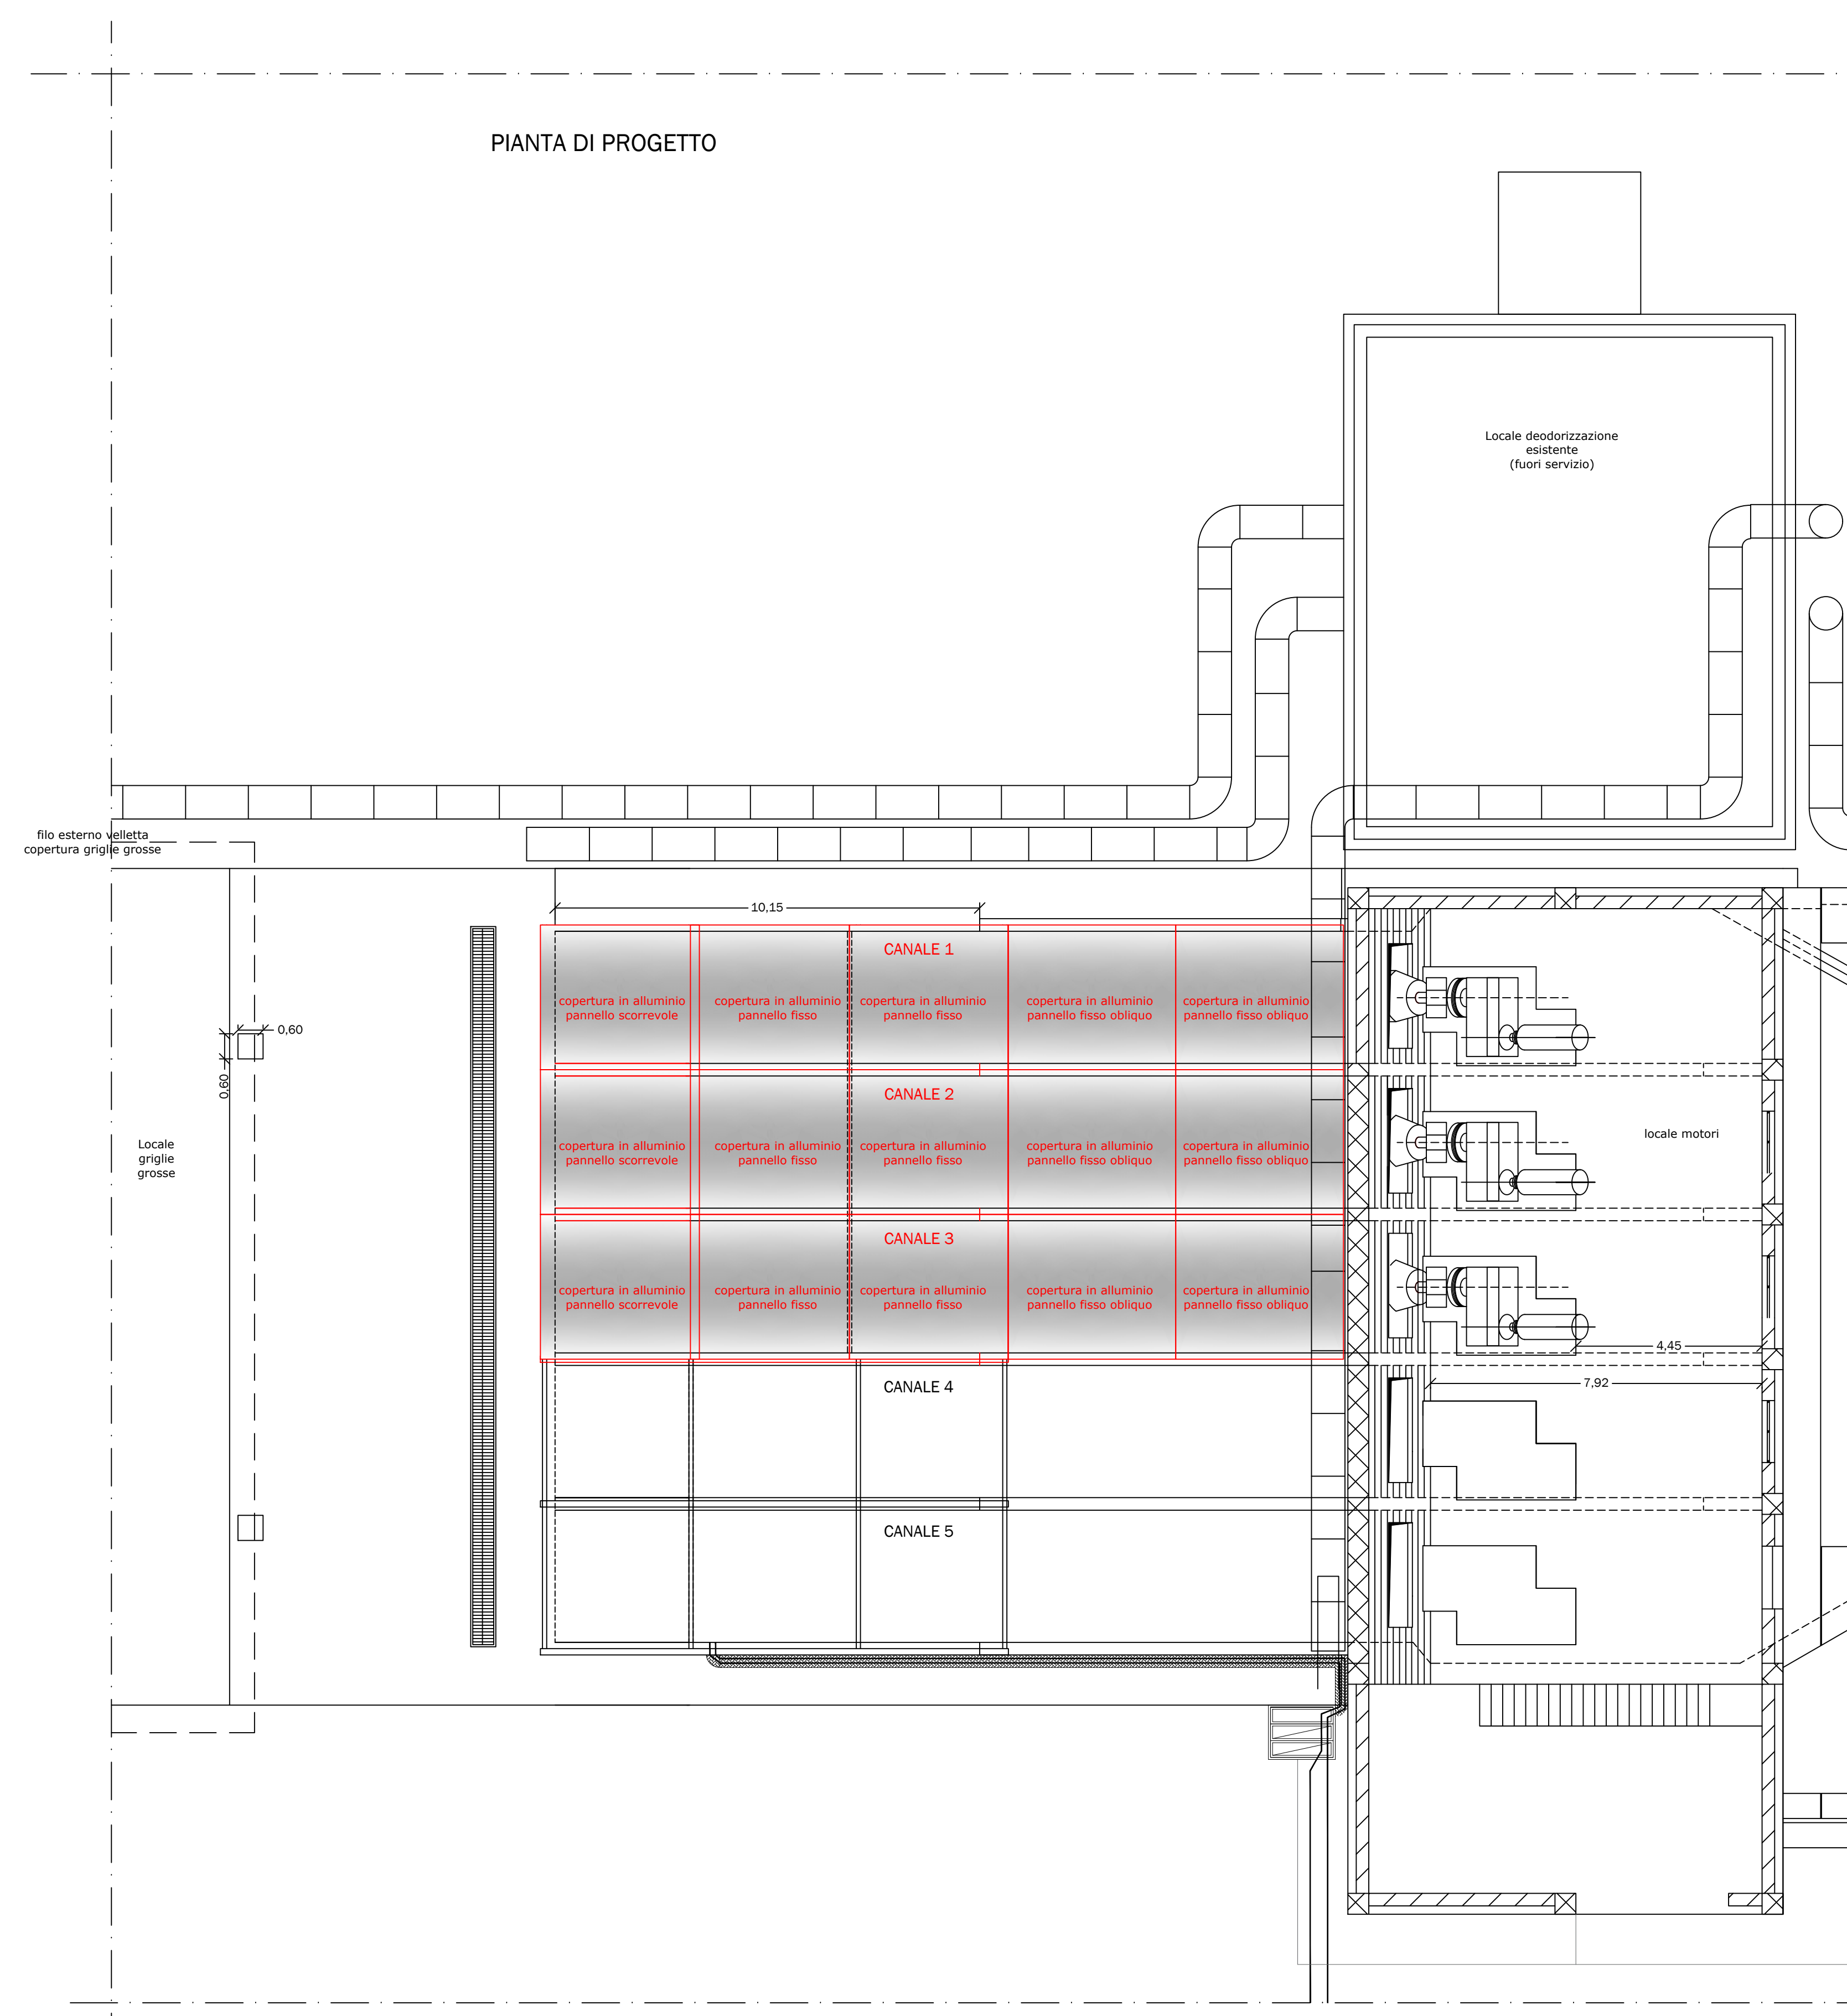 PIANTA DI PROGETTO
Locale deodorizzazione
esistente
(fuori servizio)
filo esterno velletta
copertura griglie grosse
10,15
CANALE 1
copertura in alluminio
pannello scorrevole
copertura in alluminio
pannello fisso
copertura in alluminio
pannello fisso
copertura in alluminio
pannello fisso obliquo
copertura in alluminio
pannello fisso obliquo
0,60
0,60
CANALE 2
copertura in alluminio
pannello scorrevole
copertura in alluminio
pannello fisso
copertura in alluminio
pannello fisso
copertura in alluminio
pannello fisso obliquo
copertura in alluminio
pannello fisso obliquo
Locale
griglie
grosse
locale motori
CANALE 3
copertura in alluminio
pannello scorrevole
copertura in alluminio
pannello fisso
copertura in alluminio
pannello fisso
copertura in alluminio
pannello fisso obliquo
copertura in alluminio
pannello fisso obliquo
4,45
7,92
CANALE 4
CANALE 5